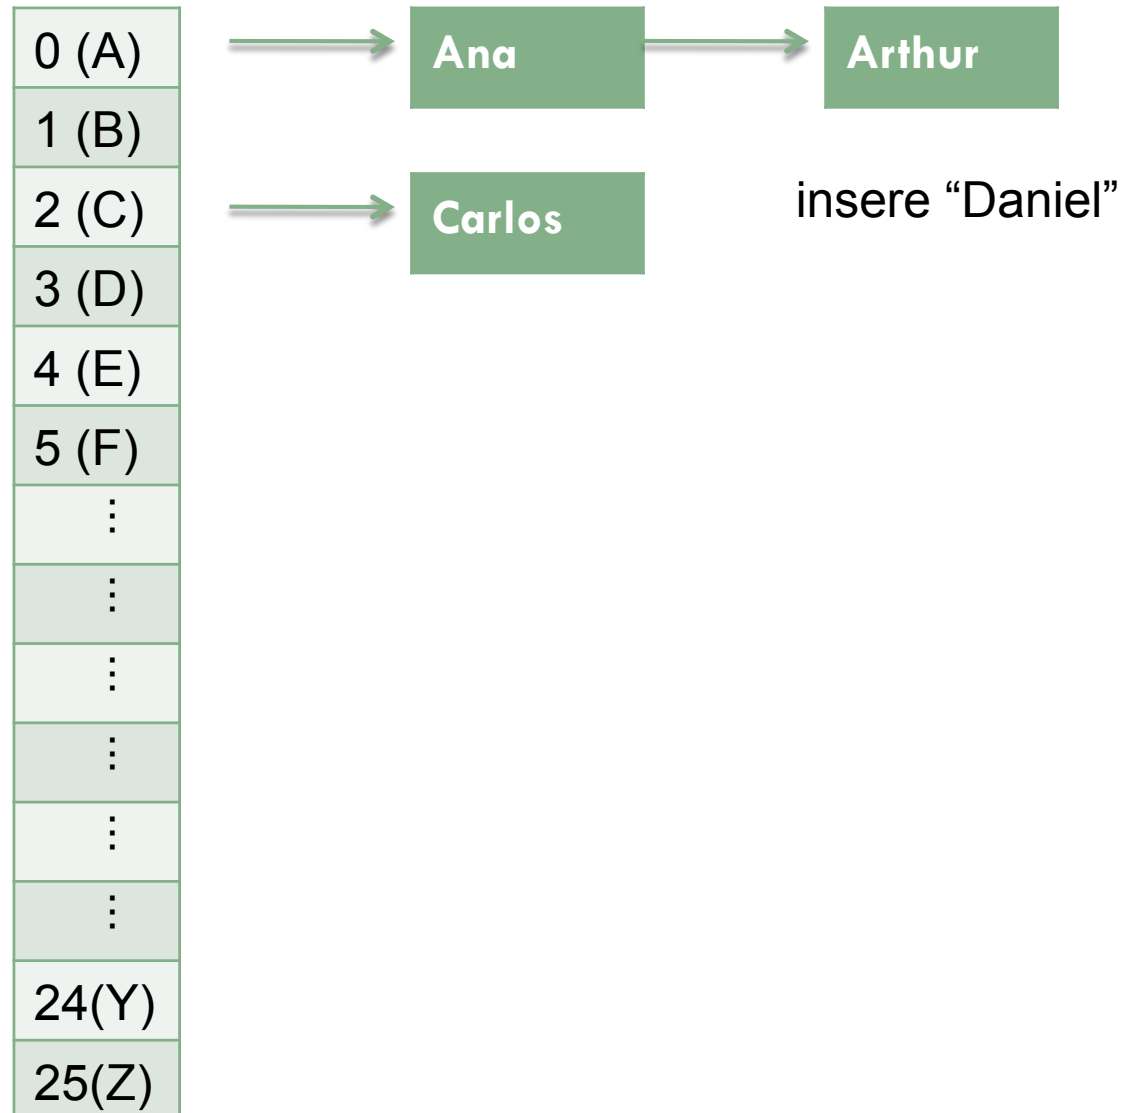 0 (A)
Ana
Arthur
1 (B)
2 (C)
Carlos
insere “Daniel”
3 (D)
4 (E)
5 (F)
⋮
⋮
⋮
⋮
⋮
⋮
24(Y)
25(Z)